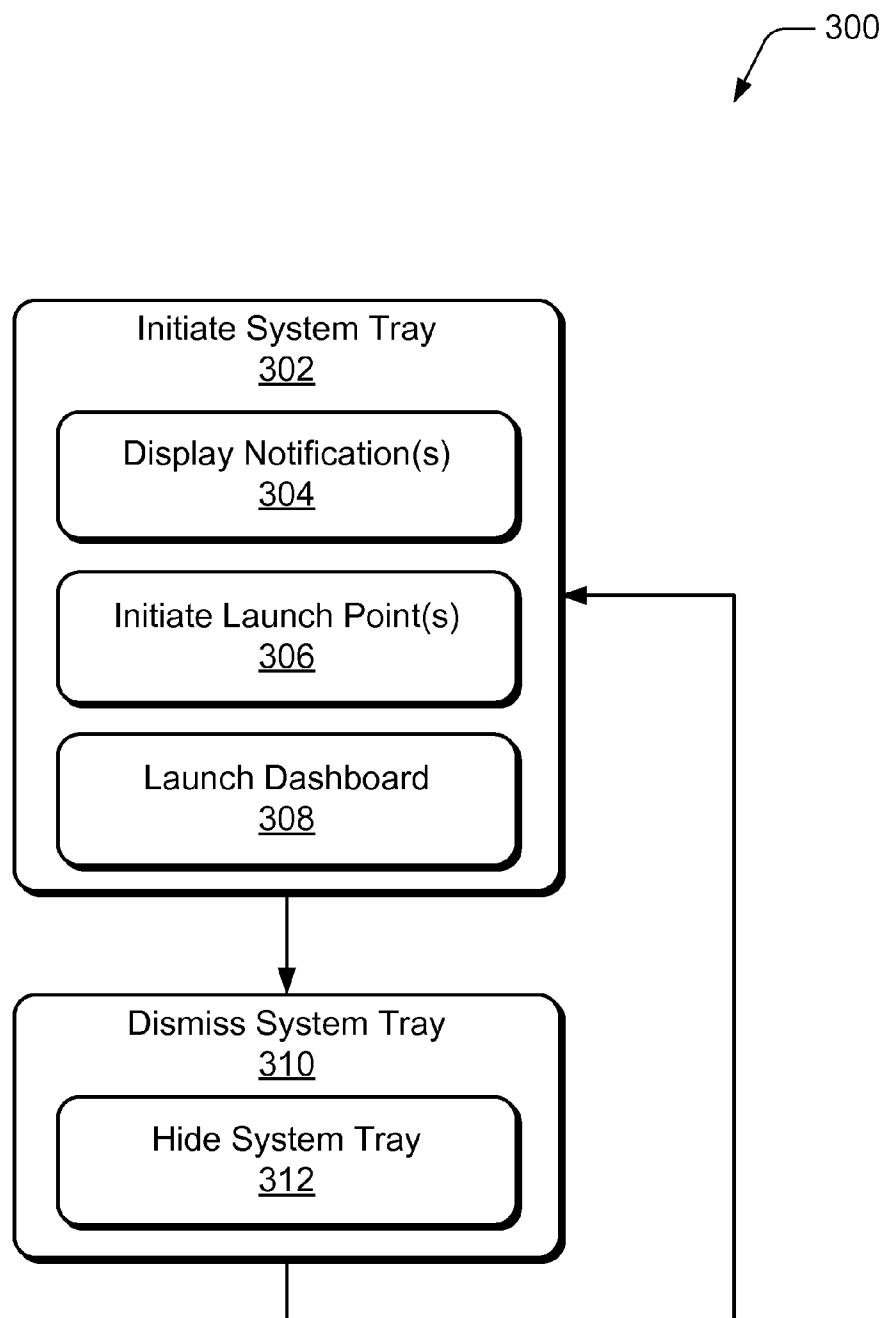 300
Initiate System Tray
302
Display Notification(s)
304
Initiate Launch Point(s)
306
Launch Dashboard
308
Dismiss System Tray
310
Hide System Tray
312